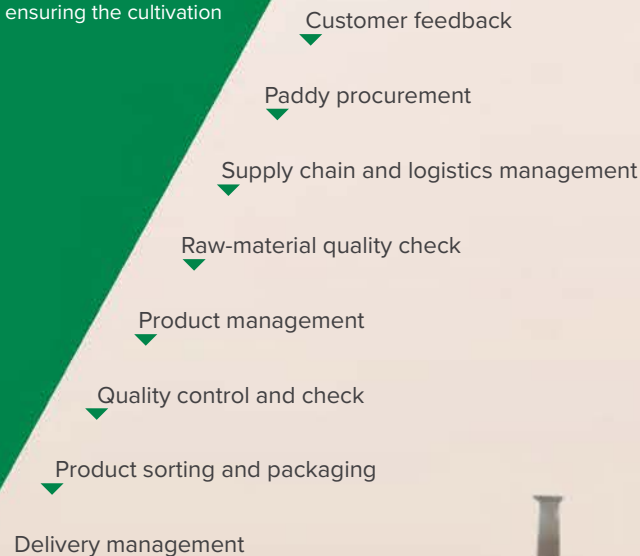 ensuring the cultivation
Customer feedback
Paddy procurement
Supply chain and logistics management
Raw-material quality check
Product management
Quality control and check
Product sorting and packaging
Delivery management